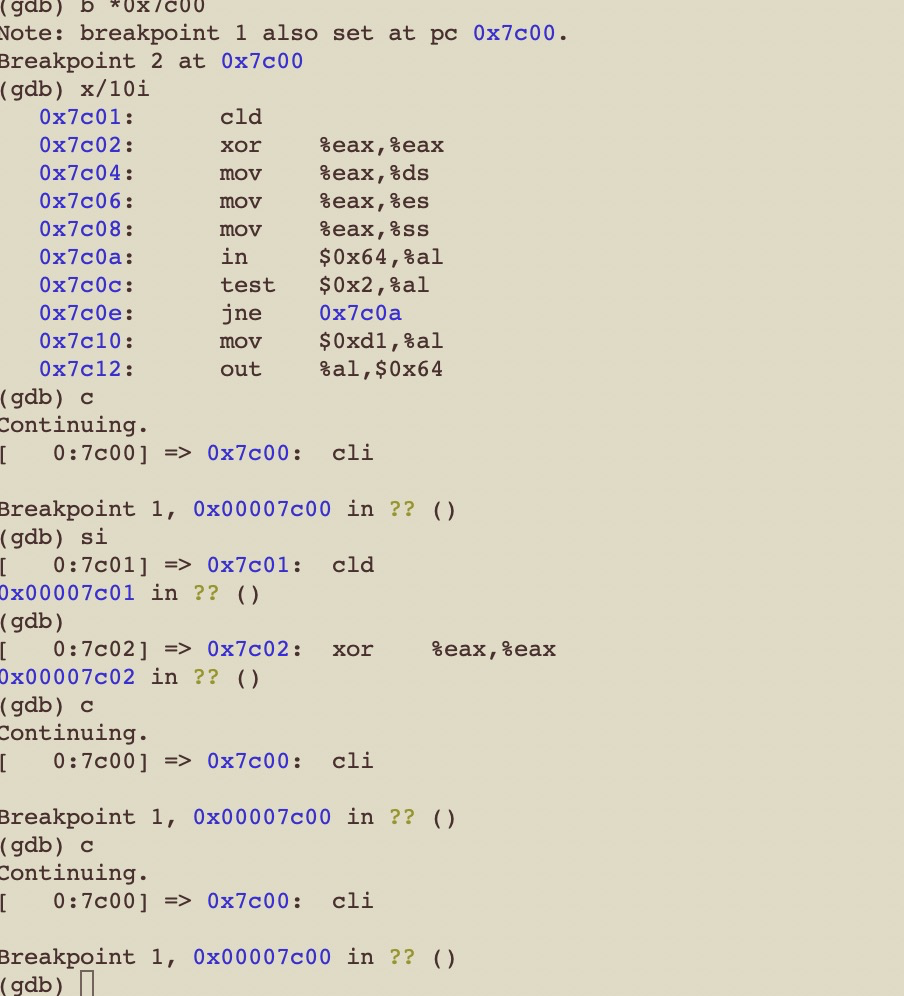 (gdb) b *0x7c00
Note: breakpoint 1 also set at pc 0x7c00.
Breakpoint 2 at 0x7c00
(gdb) x/10i
0x7c01: cld
0x7c02: xor %eax,%eax
0x7c04: mov %eax,%ds
0x7c06: mov %eax,%es
0x7c08: mov %eax,%ss
0x7c0a: in $0x64,%al
0x7c0c: test $0x2,%al
0x7c0e: jne 0x7c0a
0x7c10: mov $0xd1,%al
0x7c12: out %al,$0x64
(gdb) c
Continuing.
[ 0:7c00] => 0x7c00: cli
Breakpoint 1, 0x00007c00 in ?? ()
(gdb) si
[ 0:7c01] => 0x7c01: cld
0x00007c01 in ?? ()
(gdb)
[ 0:7c02] => 0x7c02: xor %eax,%eax
0x00007c02 in ?? ()
(gdb) c
Continuing.
[ 0:7c00] => 0x7c00: cli
Breakpoint 1, 0x00007c00 in ?? ()
(gdb) c
Continuing.
[ 0:7c00] => 0x7c00: cli
Breakpoint 1, 0x00007c00 in ?? ()
(gdb)